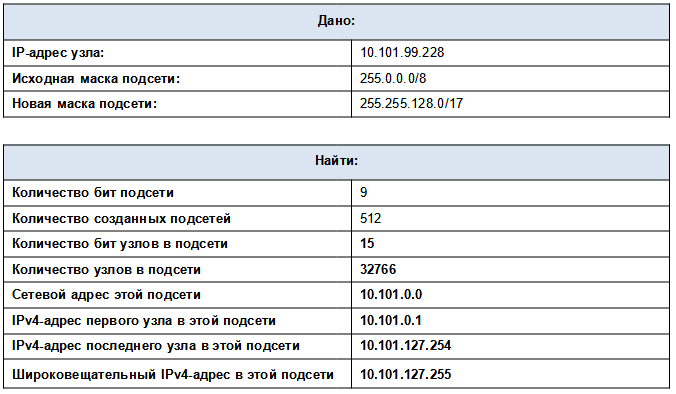 Дано:
IP-адрес узла: 10.101.99.228
Исходная маска подсети: 255.0.0.0/8
Новая маска подсети: 255.255.128.0/17
Найти:
Количество бит подсети 9
Количество созданных подсетей 512
Количество бит узлов в подсети 15
Количество узлов в подсети 32766
Сетевой адрес этой подсети 10.101.0.0
IPv4-адрес первого узла в этой подсети 10.101.0.1
IPv4-адрес последнего узла в этой подсети 10.101.127.254
Широковещательный IPv4-адрес в этой подсети 10.101.127.255